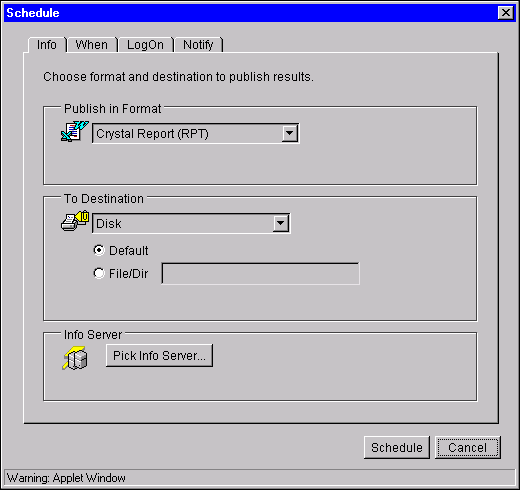 Schedule
Info When LogOn Notify
Choose format and destination to publish results.
Publish in Format
Crystal Report (RPT)
To Destination
Disk
Default
File/Dir
Info Server
Pick Info Server...
Schedule Cancel
Warning: Applet Window